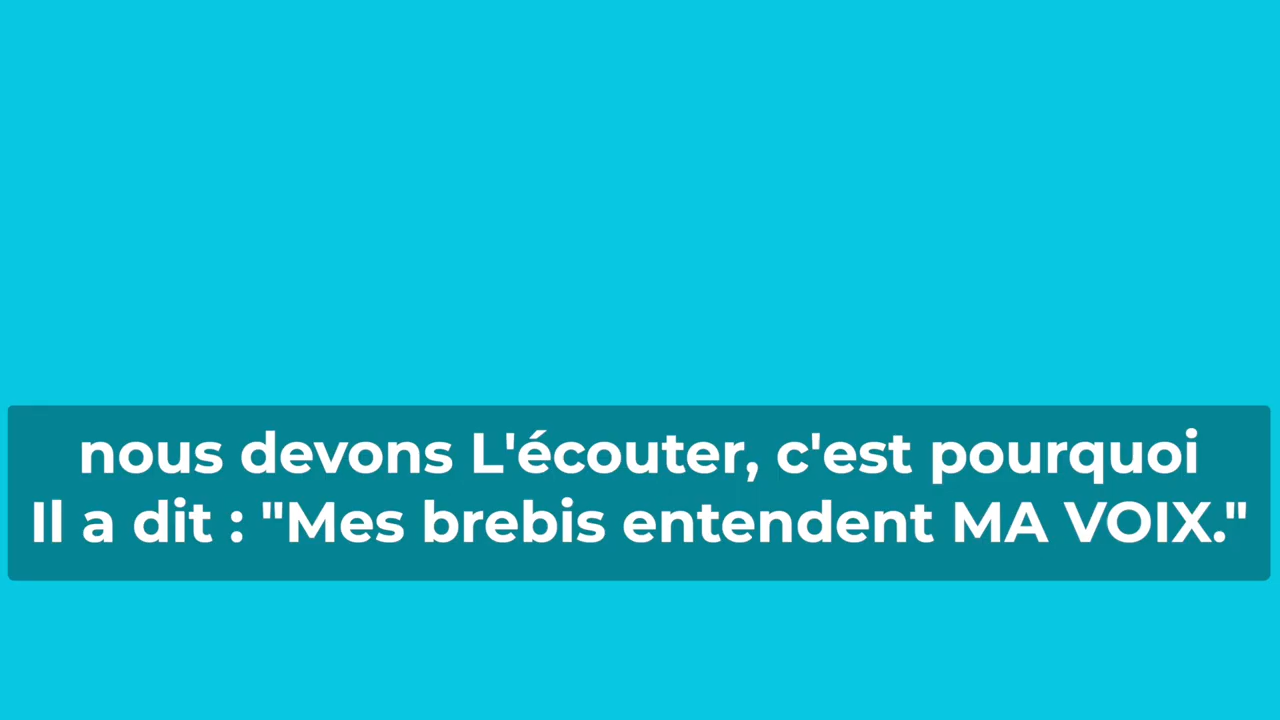 nous devons L'écouter, c'est pourquoi
Il a dit : "Mes brebis entendent MA VOIX."